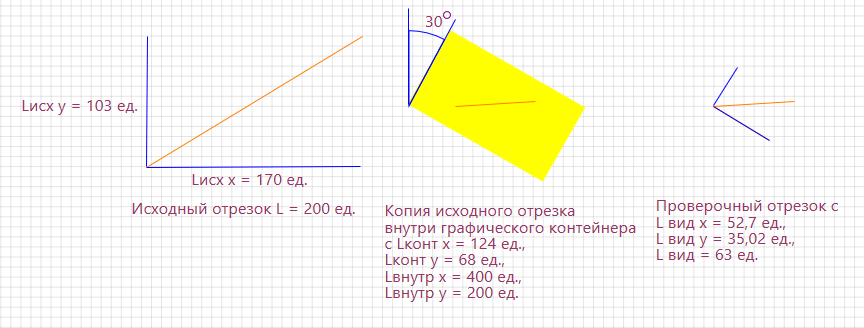 30°
Lисх y = 103 ед.
Lисх x = 170 ед.
Исходный отрезок L = 200 ед.
Копия исходного отрезка
внутри графического контейнера
с Lконт x = 124 ед.,
Lконт y = 68 ед.,
Lвнутр x = 400 ед.,
Lвнутр y = 200 ед.
Проверочный отрезок с
L вид x = 52,7 ед.,
L вид y = 35,02 ед.,
L вид = 63 ед.